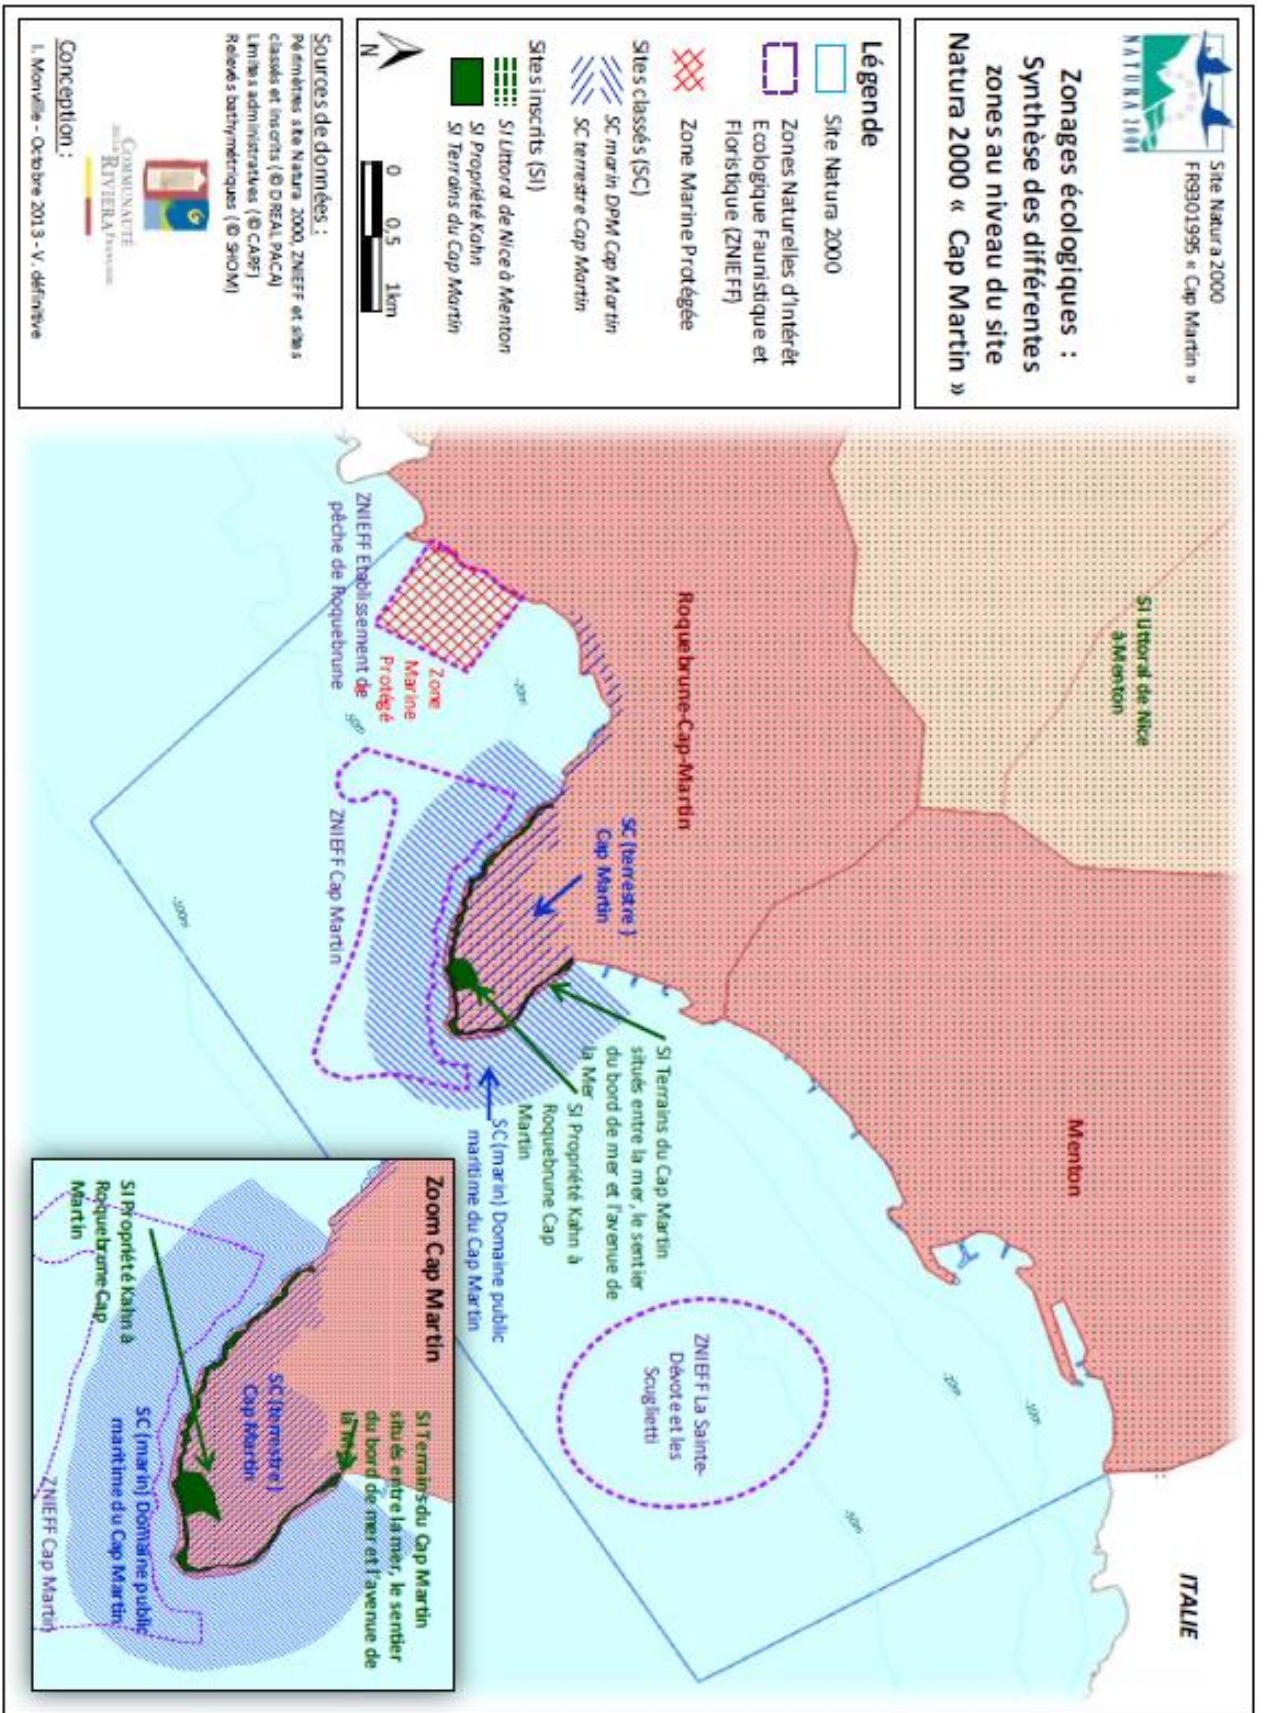 Site Natura 2000
FR9301995 « Cap Martin »
NATURA 2000
Zonages écologiques :
Synthèse des différentes
zones au niveau du site
Natura 2000 « Cap Martin »
Légende
Site Natura 2000
Zones Naturelles d'Intérêt
Ecologique Faunistique et
Floristique (ZNIEFF)
Zone Marine Protégée
Sites classés (SC)
SC marin DPM Cap Martin
SC terrestre Cap Martin
Sites inscrits (SI)
SI Littoral de Nice à Menton
SI Propriété Kahn
SI Terrains du Cap Martin
0 0,5 1km
N
Sources de données :
Périmètres site Natura 2000, ZNIEFF et sites
classés et inscrits (© DREAL PACA)
Limites administratives (© CARF)
Relevés bathymétriques (© SHOM)
COMMUNAUTÉ
DE LA RIVIERA FRANÇAISE
Conception :
I. Monville - Octobre 2013 - V. définitive
SI Littoral de Nice
à Menton
ITALIE
Roquebrune-Cap-Martin
Menton
SC (terrestre)
Cap Martin
SI Terrains du Cap Martin
situés entre la mer, le sentier
du bord de mer et l'avenue de
la Mer
SI Propriété Kahn à
Roquebrune Cap
Martin
SC (marin) Domaine public
maritime du Cap Martin
ZNIEFF La Sainte-
Dévote et les
Scuglietti
Zone
Marine
Protégé
ZNIEFF Etablissement de
pêche de Roquebrune
ZNIEFF Cap Martin
-20m
-50m
-100m
-10m
-20m
-50m
Zoom Cap Martin
SI Terrains du Cap Martin
situés entre la mer, le sentier
du bord de mer et l'avenue de
SC (terrestre)
Cap Martin
SC (marin) Domaine public
maritime du Cap Martin
SI Propriété Kahn à
Roquebrune Cap
Martin
ZNIEFF Cap Martin